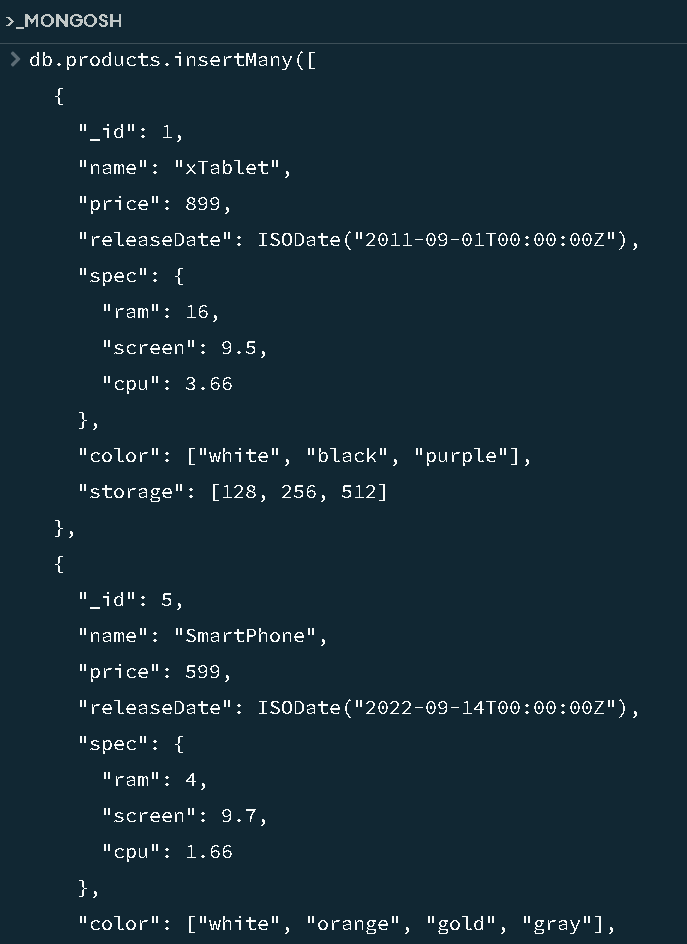 >_MONGOSH
> db.products.insertMany([
{
"_id": 1,
"name": "xTablet",
"price": 899,
"releaseDate": ISODate("2011-09-01T00:00:00Z"),
"spec": {
"ram": 16,
"screen": 9.5,
"cpu": 3.66
},
"color": ["white", "black", "purple"],
"storage": [128, 256, 512]
},
{
"_id": 5,
"name": "SmartPhone",
"price": 599,
"releaseDate": ISODate("2022-09-14T00:00:00Z"),
"spec": {
"ram": 4,
"screen": 9.7,
"cpu": 1.66
},
"color": ["white", "orange", "gold", "gray"],